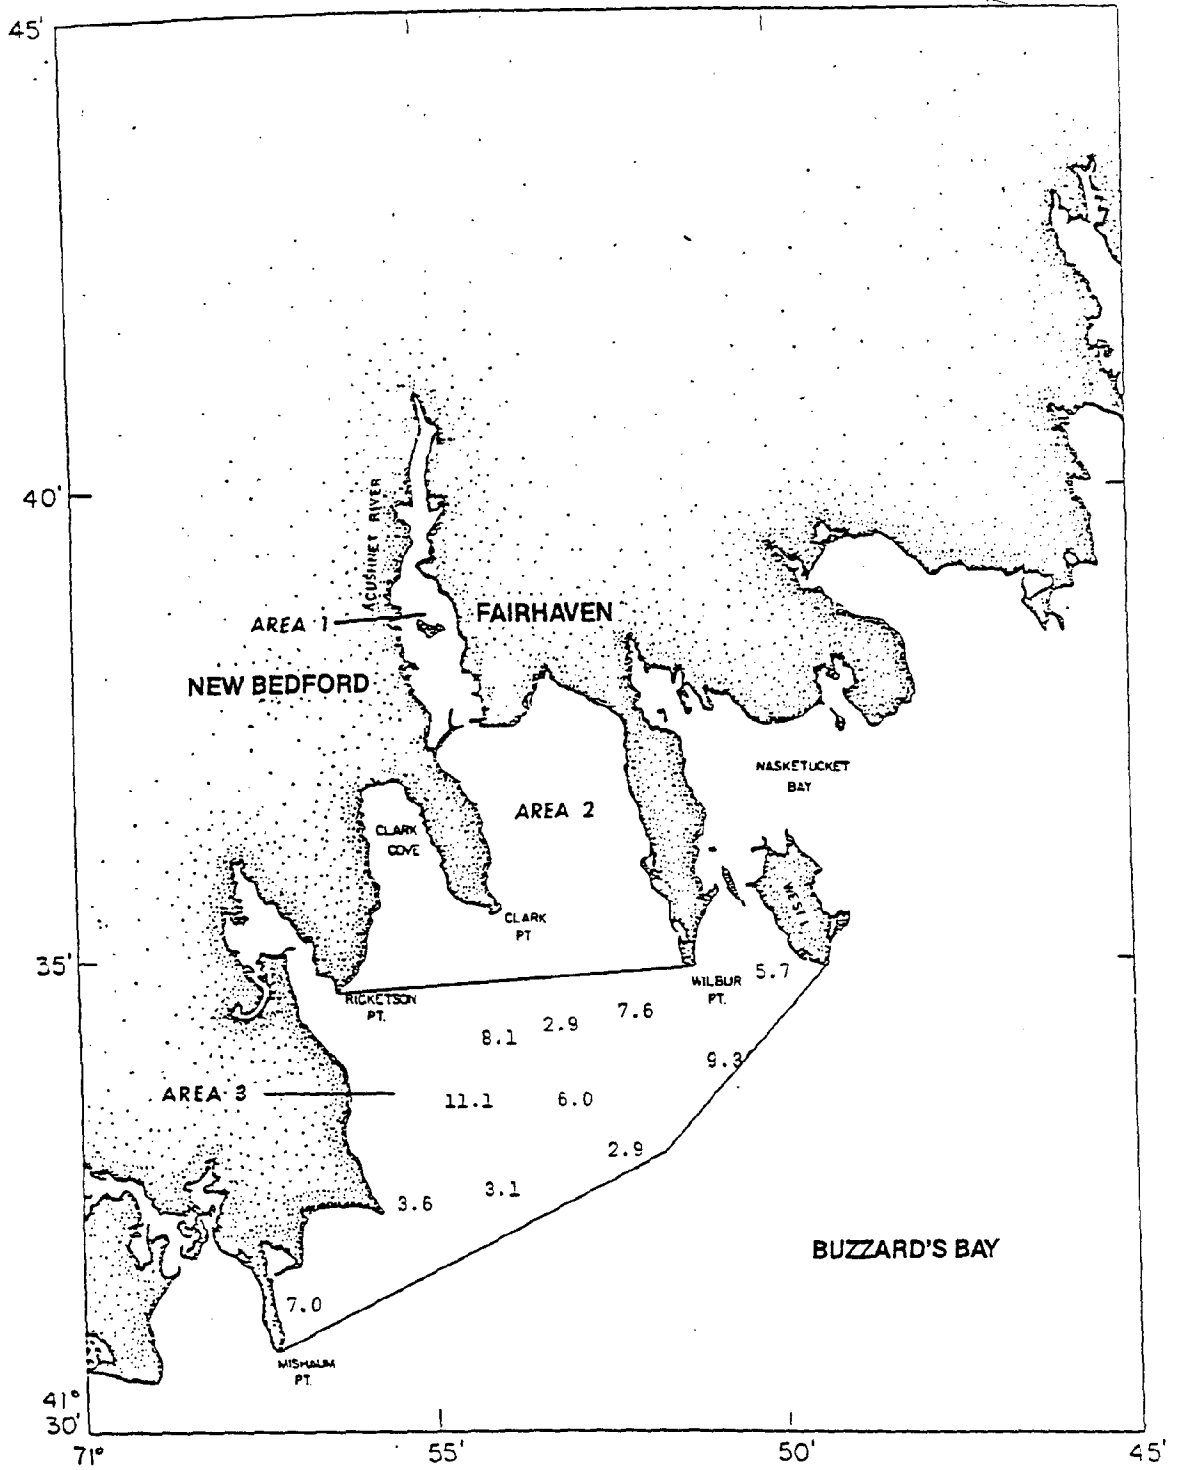 45'
40'
ACUSHNET RIVER
AREA 1
FAIRHAVEN
NEW BEDFORD
NASKETUCKET
BAY
AREA 2
CLARK
COVE
WEST I.
CLARK
PT
35'
WILBUR
PT.
5.7
RICKETSON
PT.
7.6
2.9
8.1
9.3
AREA 3
11.1
6.0
2.9
3.1
3.6
BUZZARD'S BAY
7.0
MISHAUM
PT.
41°
30'
71°
55'
50'
45'